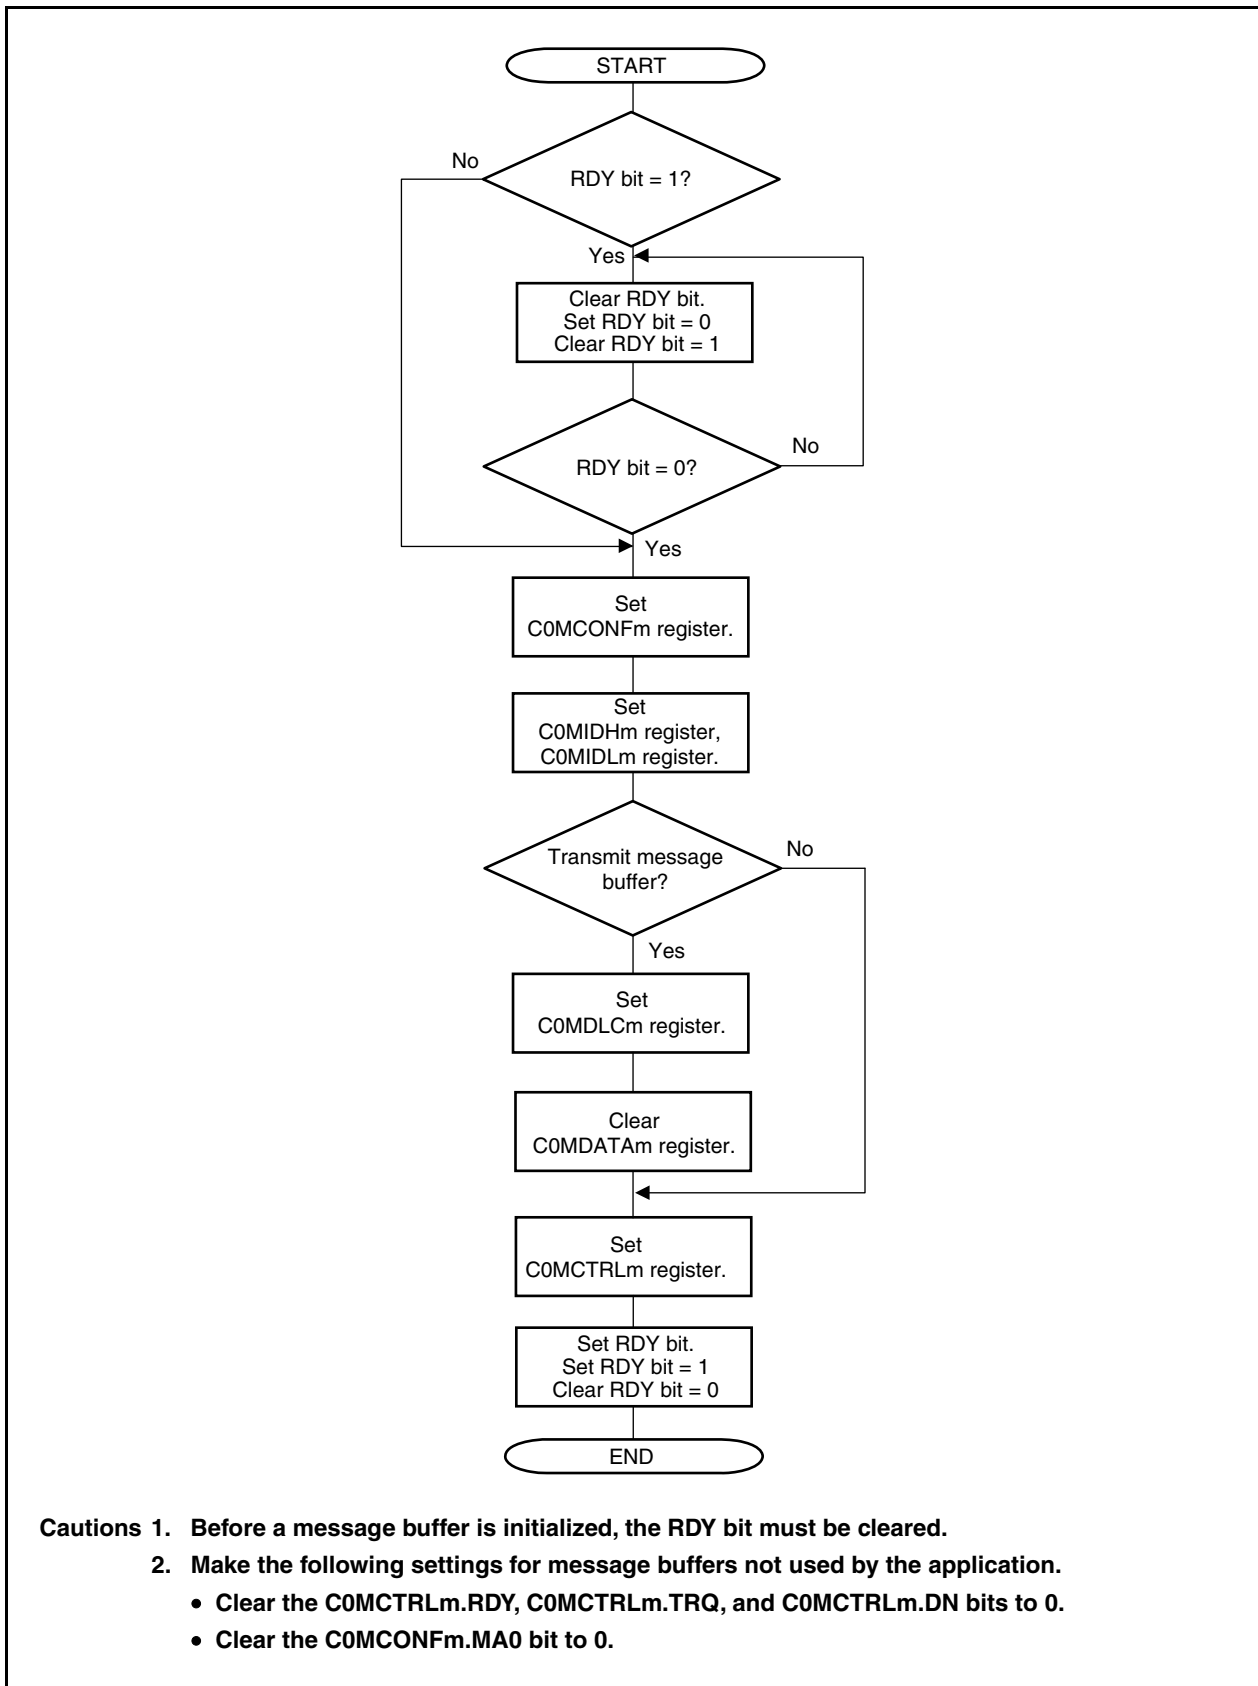 START
No
RDY bit = 1?
Yes
Clear RDY bit.
Set RDY bit = 0
Clear RDY bit = 1
No
RDY bit = 0?
Yes
Set
C0MCONFm register.
Set
C0MIDHm register,
C0MIDLm register.
No
Transmit message
buffer?
Yes
Set
C0MDLCm register.
Clear
C0MDATAm register.
Set
C0MCTRLm register.
Set RDY bit.
Set RDY bit = 1
Clear RDY bit = 0
END
Cautions 1. Before a message buffer is initialized, the RDY bit must be cleared.
2. Make the following settings for message buffers not used by the application.
• Clear the C0MCTRLm.RDY, C0MCTRLm.TRQ, and C0MCTRLm.DN bits to 0.
• Clear the C0MCONFm.MA0 bit to 0.